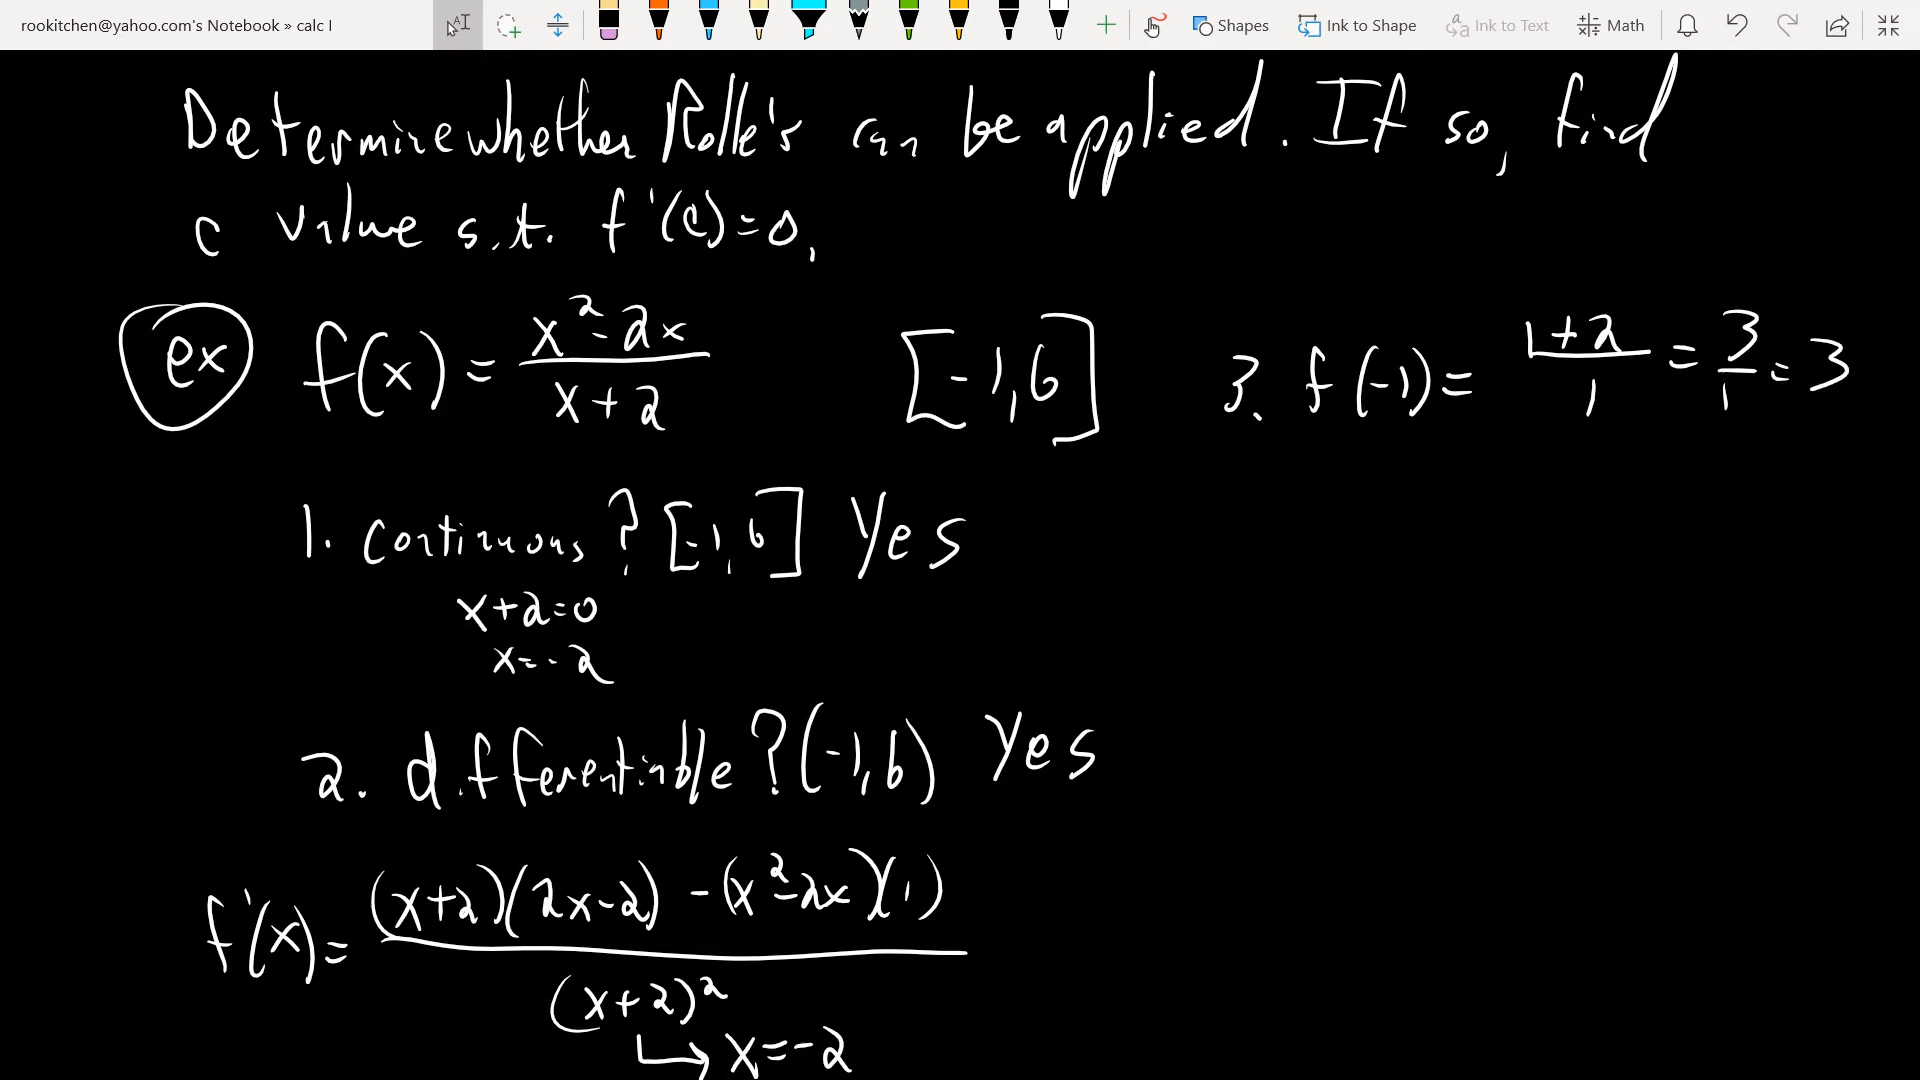 rookitchen@yahoo.com's Notebook » calc I
Shapes Ink to Shape Ink to Text Math
Determine whether Rolle's can be applied. If so, find
c value s.t. f'(c)=0.
ex f(x) = (x²-2x)/(x+2) [-1,6] 3. f(-1) = (1+2)/1 = 3/1 = 3
1. continuous? [-1,6] Yes
x+2=0
x=-2
2. differentiable? (-1,6) Yes
f'(x) = ((x+2)(2x-2) - (x²-2x)(1))/(x+2)²
↳ x=-2